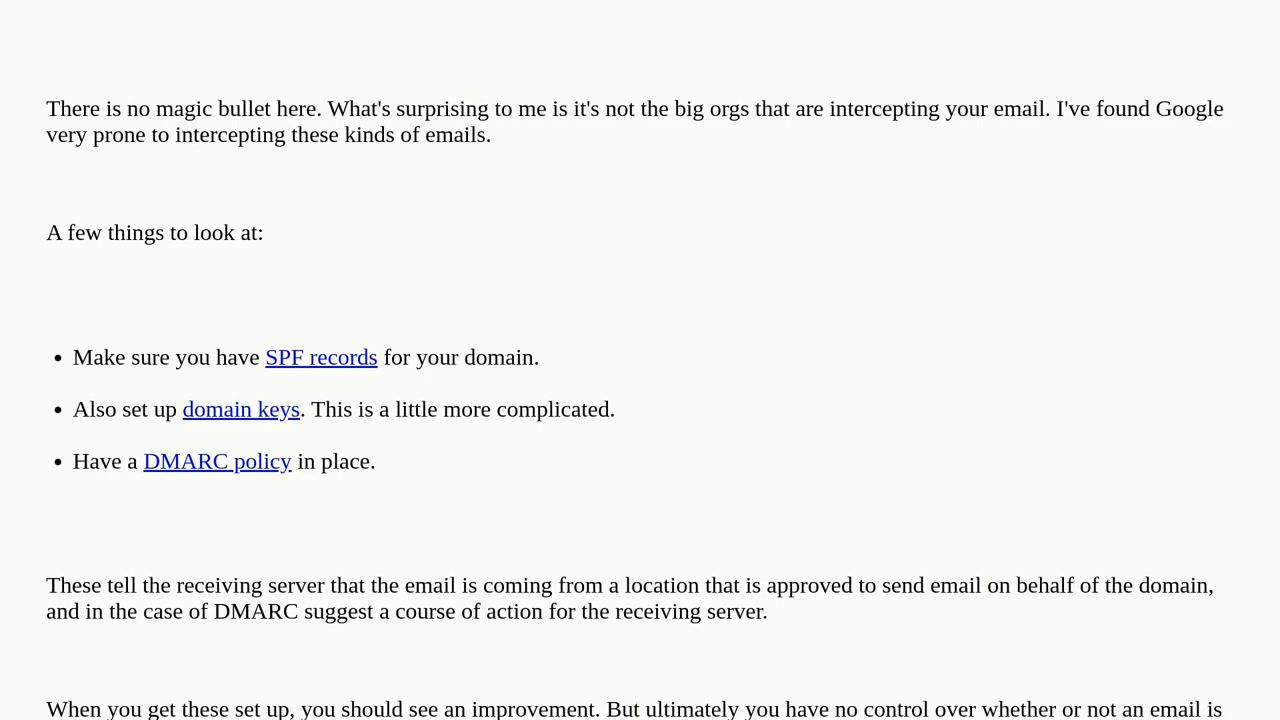 There is no magic bullet here. What's surprising to me is it's not the big orgs that are intercepting your email. I've found Google
very prone to intercepting these kinds of emails.
A few things to look at:
• Make sure you have SPF records for your domain.
• Also set up domain keys. This is a little more complicated.
• Have a DMARC policy in place.
These tell the receiving server that the email is coming from a location that is approved to send email on behalf of the domain,
and in the case of DMARC suggest a course of action for the receiving server.
When you get these set up, you should see an improvement. But ultimately you have no control over whether or not an email is